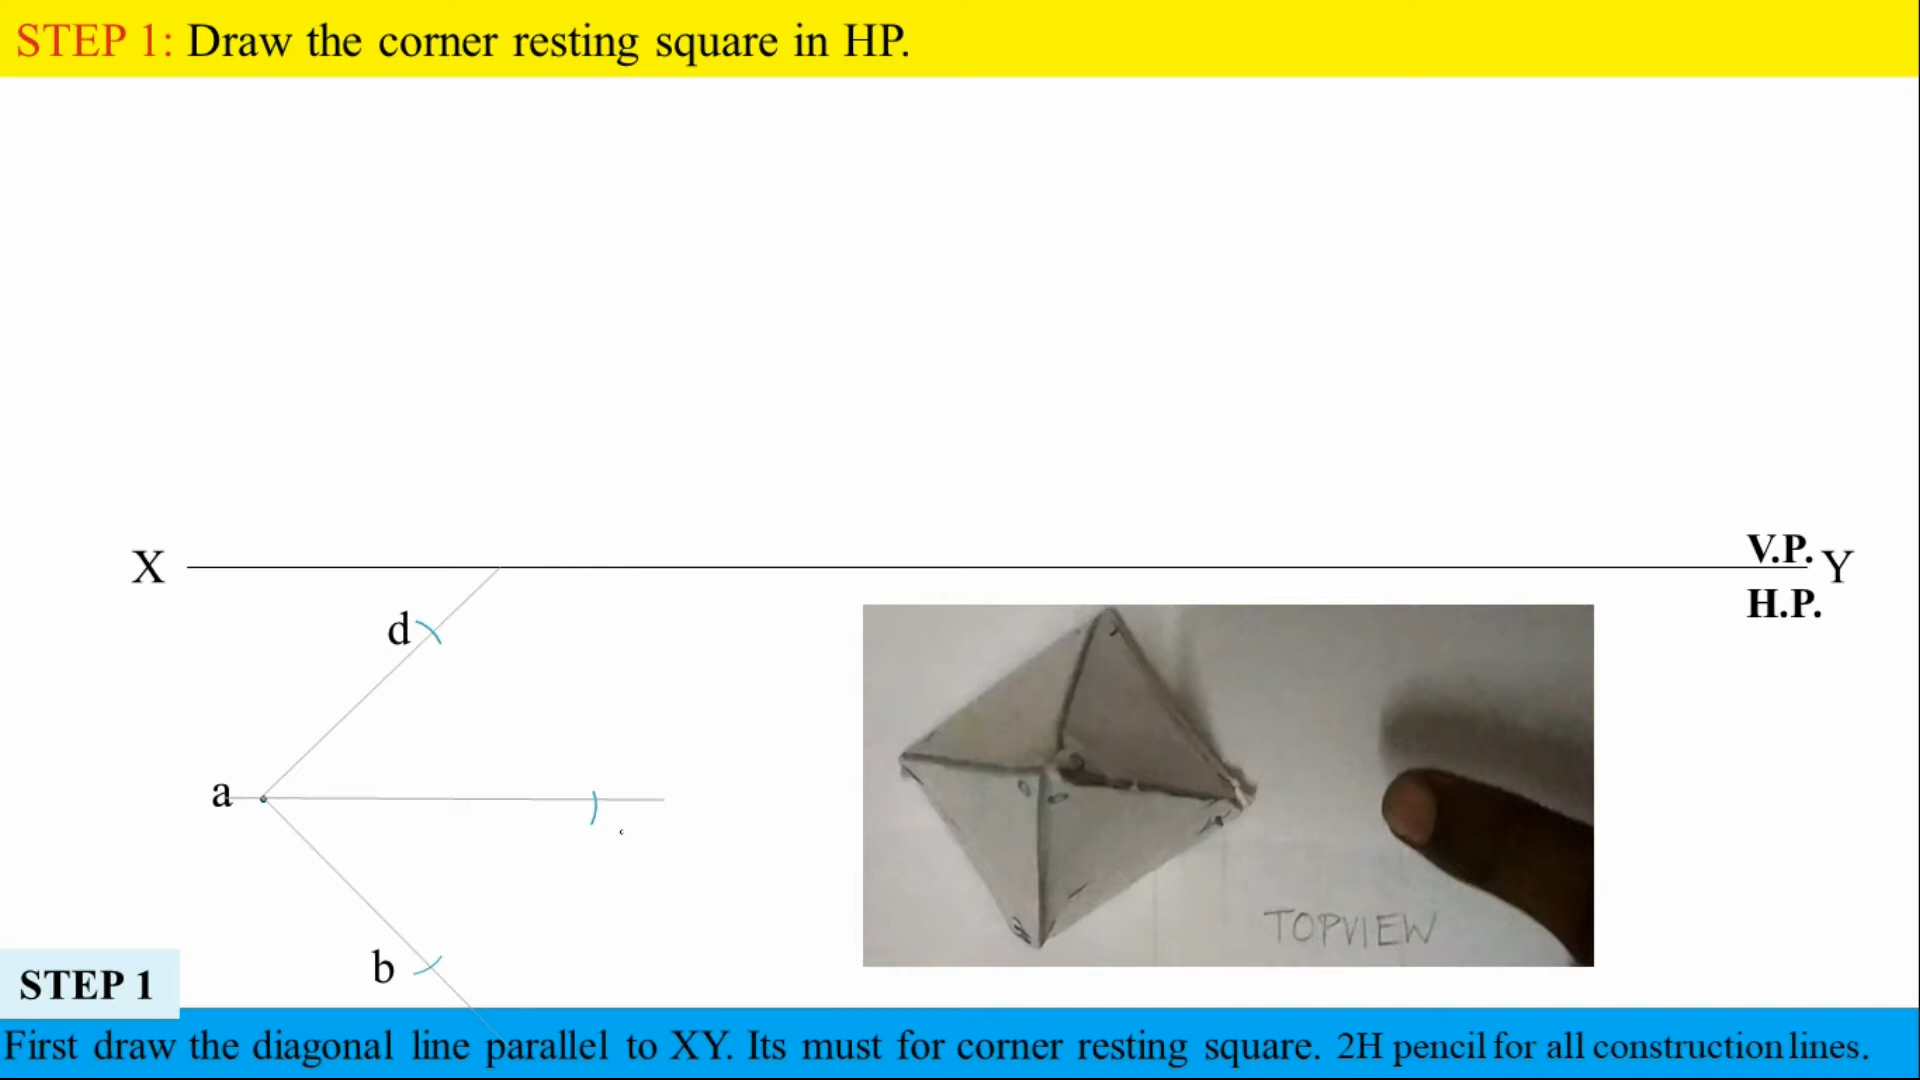 STEP 1: Draw the corner resting square in HP.
V.P.
X
Y
H.P.
d
a
TOPVIEW
b
STEP 1
First draw the diagonal line parallel to XY. Its must for corner resting square. 2H pencil for all construction lines.